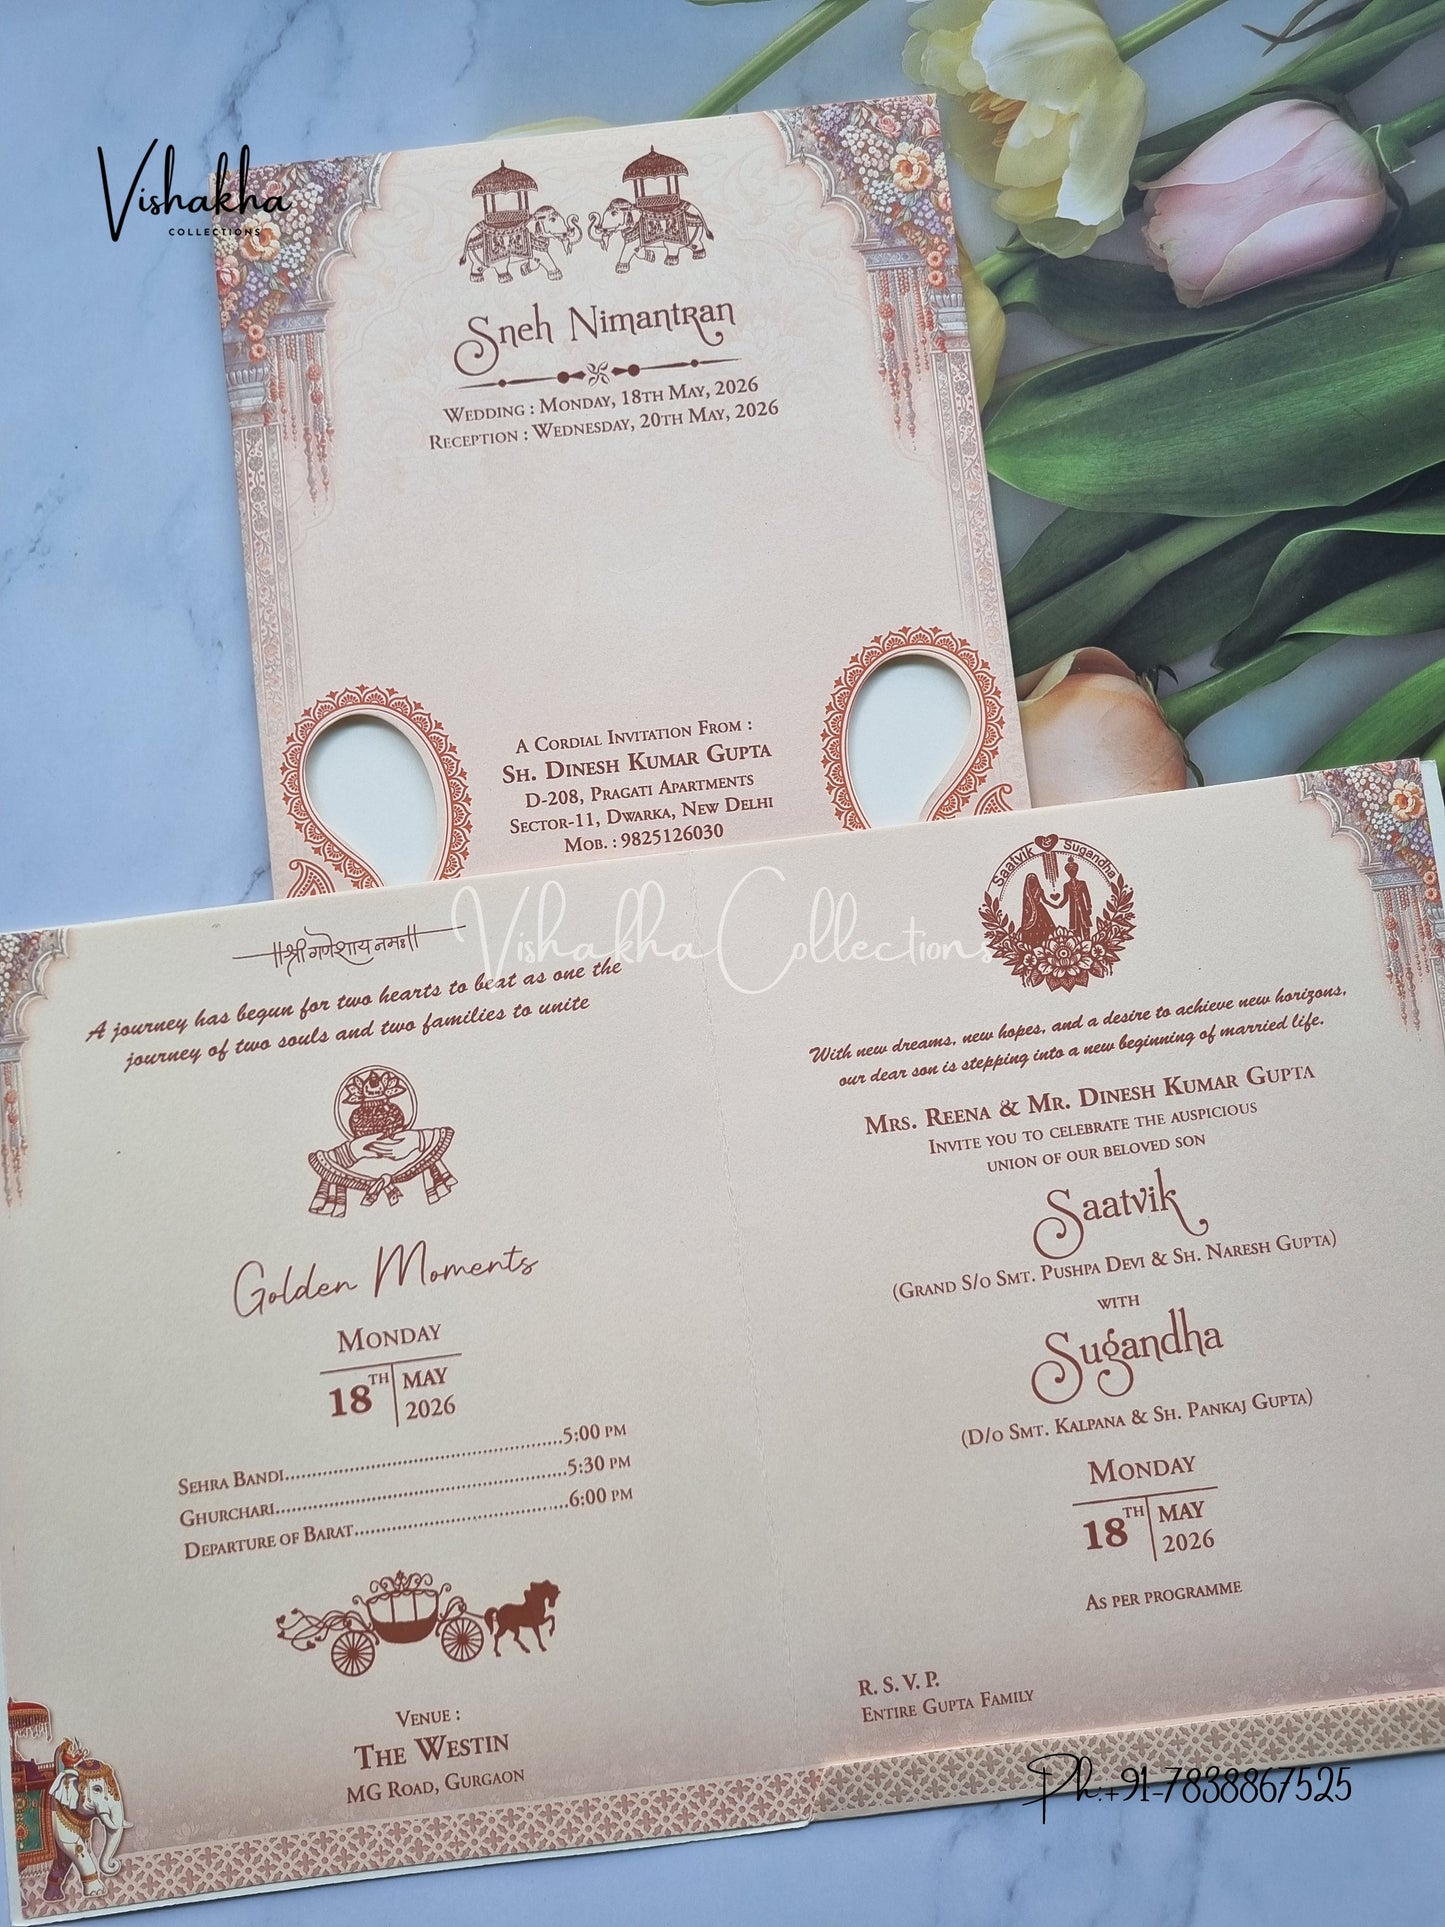 Vishakha
COLLECTIONS
Sneh Nimantran
WEDDING : MONDAY, 18TH MAY, 2026
RECEPTION : WEDNESDAY, 20TH MAY, 2026
A CORDIAL INVITATION FROM :
SH. DINESH KUMAR GUPTA
D-208, PRAGATI APARTMENTS
SECTOR-11, DWARKA, NEW DELHI
MOB. : 9825126030
Vishakha Collections
||श्री गणेशाय नमः||
A journey has begun for two hearts to beat as one the
journey of two souls and two families to unite
Golden Moments
MONDAY
18TH MAY
2026
SEHRA BANDI.....5:00 PM
GHURCHARI.....5:30 PM
DEPARTURE OF BARAT.....6:00 PM
VENUE :
THE WESTIN
MG ROAD, GURGAON
Saatvik Sugandha
With new dreams, new hopes, and a desire to achieve new horizons,
our dear son is stepping into a new beginning of married life.
MRS. REENA & MR. DINESH KUMAR GUPTA
INVITE YOU TO CELEBRATE THE AUSPICIOUS
UNION OF OUR BELOVED SON
Saatvik
(GRAND S/O SMT. PUSHPA DEVI & SH. NARESH GUPTA)
WITH
Sugandha
(D/O SMT. KALPANA & SH. PANKAJ GUPTA)
MONDAY
18TH MAY
2026
AS PER PROGRAMME
R. S. V. P.
ENTIRE GUPTA FAMILY
Ph:+91-7838867525